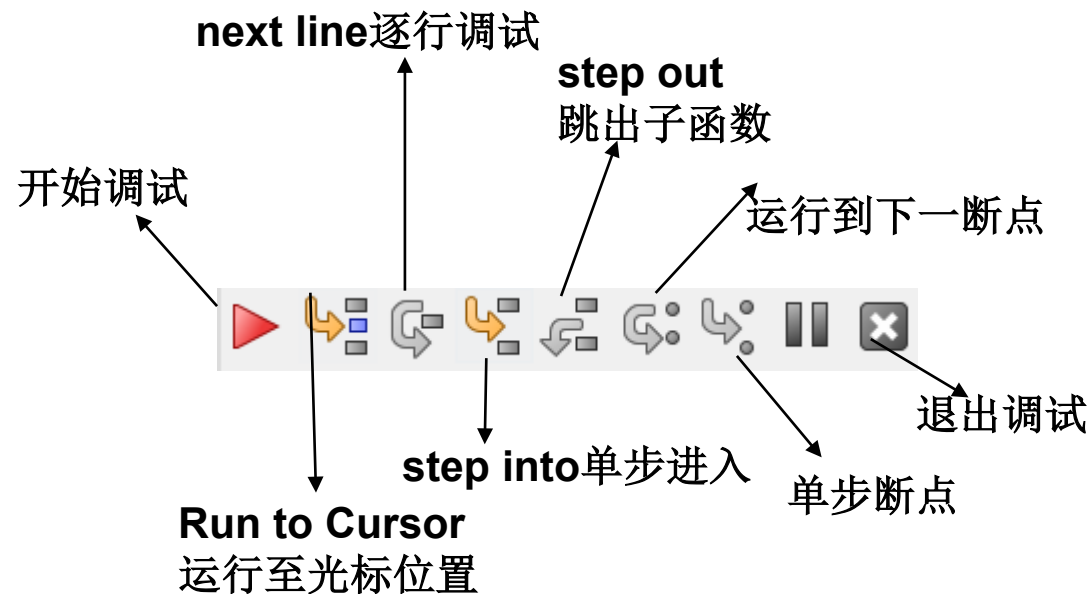 next line逐行调试
step out
跳出子函数
开始调试
运行到下一断点
退出调试
step into单步进入
单步断点
Run to Cursor
运行至光标位置